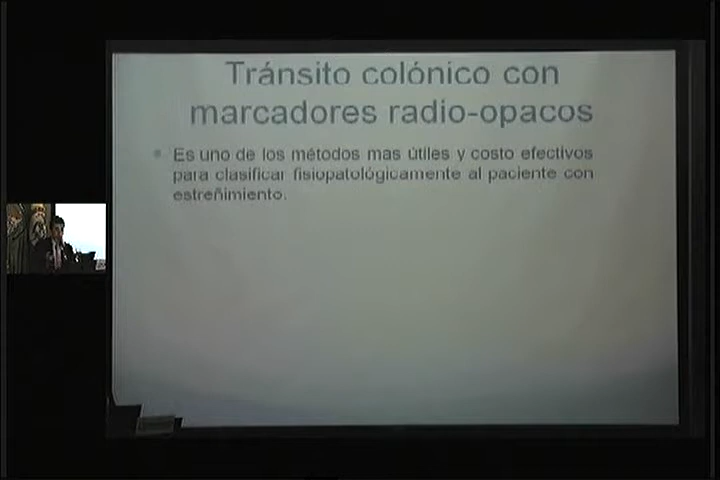 Tránsito colónico con
marcadores radio-opacos
Es uno de los métodos mas útiles y costo efectivos
para clasificar fisiopatológicamente al paciente con
estreñimiento.